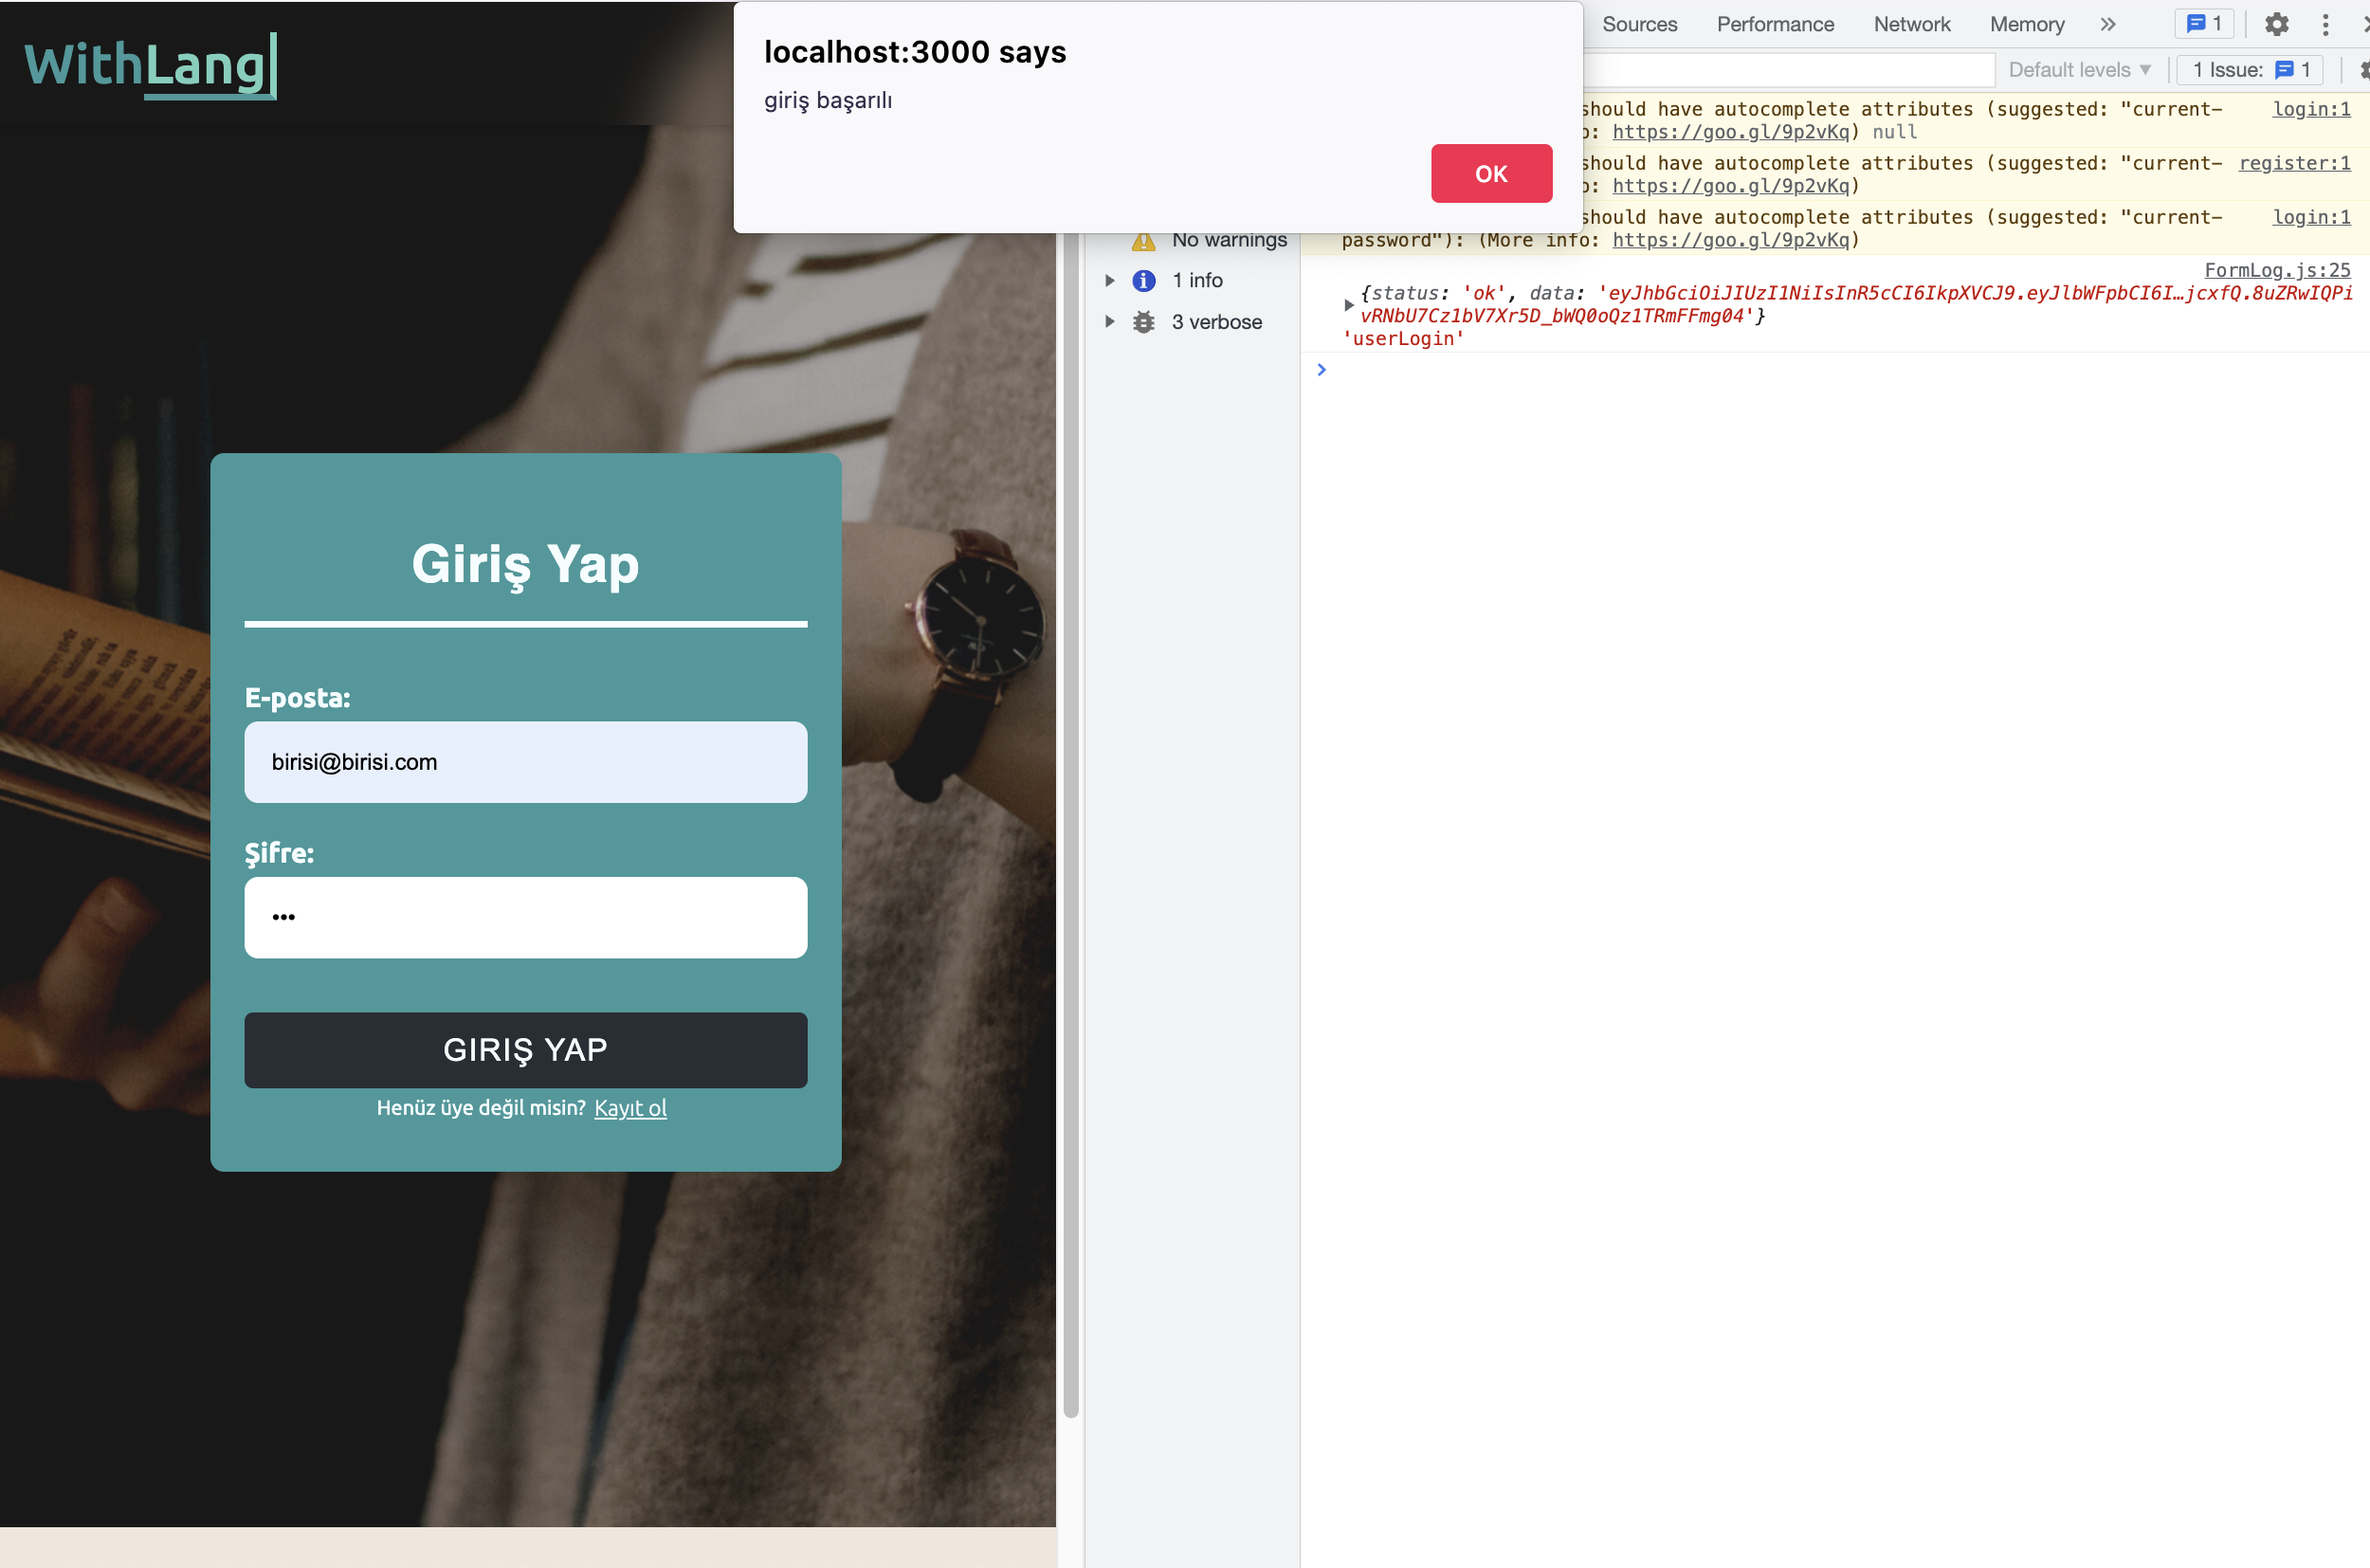 WithLang
localhost:3000 says
giriş başarılı
OK
Sources Performance Network Memory 1
Default levels ▼ 1 Issue: 1
should have autocomplete attributes (suggested: "current- login:1
o: https://goo.gl/9p2vKq) null
should have autocomplete attributes (suggested: "current- register:1
o: https://goo.gl/9p2vKq)
should have autocomplete attributes (suggested: "current- login:1
password"): (More info: https://goo.gl/9p2vKq)
No warnings
1 info
3 verbose
FormLog.js:25
{status: 'ok', data: 'eyJhbGciOiJIUzI1NiIsInR5cCI6IkpXVCJ9.eyJlbWFpbCI6I…jcxfQ.8uZRwIQPi
vRNbU7Cz1bV7Xr5D_bWQ0oQz1TRmFFmg04'}
'userLogin'
Giriş Yap
E-posta:
birisi@birisi.com
Şifre:
•••
GIRIŞ YAP
Henüz üye değil misin? Kayıt ol